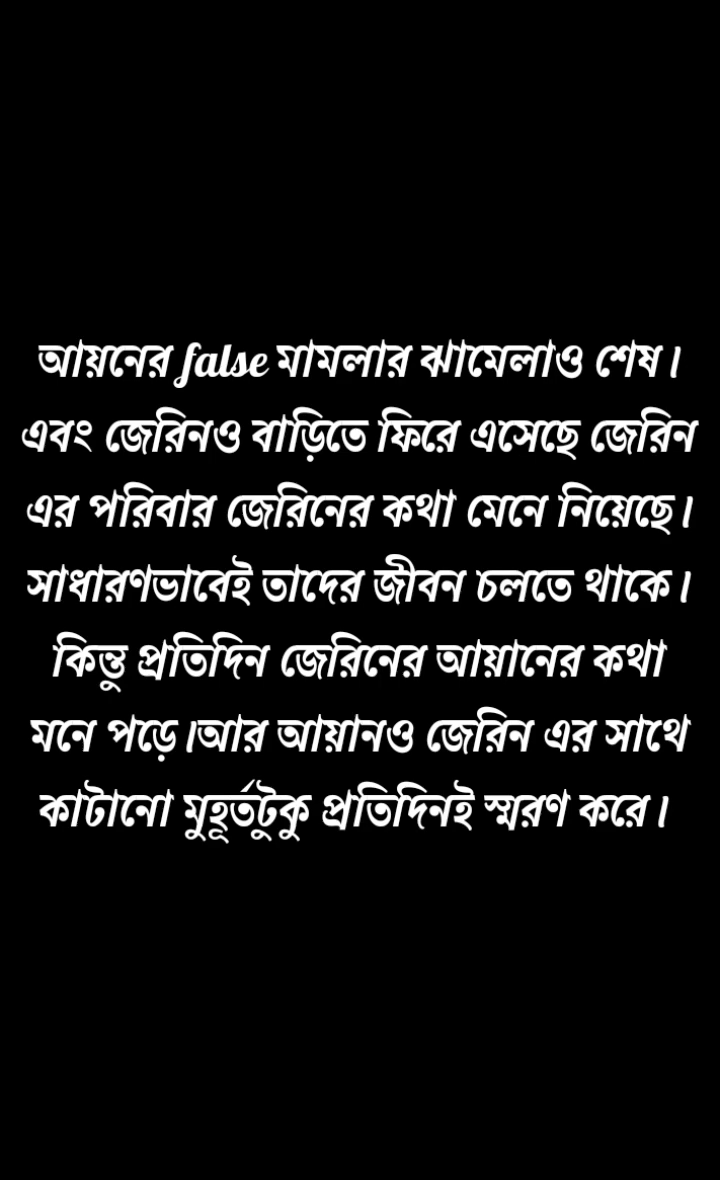 আয়নের false মামলার ঝামেলাও শেষ।
এবং জেরিনও বাড়িতে ফিরে এসেছে জেরিন
এর পরিবার জেরিনের কথা মেনে নিয়েছে।
সাধারণভাবেই তাদের জীবন চলতে থাকে।
কিন্তু প্রতিদিন জেরিনের আয়ানের কথা
মনে পড়ে।আর আয়ানও জেরিন এর সাথে
কাটানো মুহূর্তটুকু প্রতিদিনই স্মরণ করে।